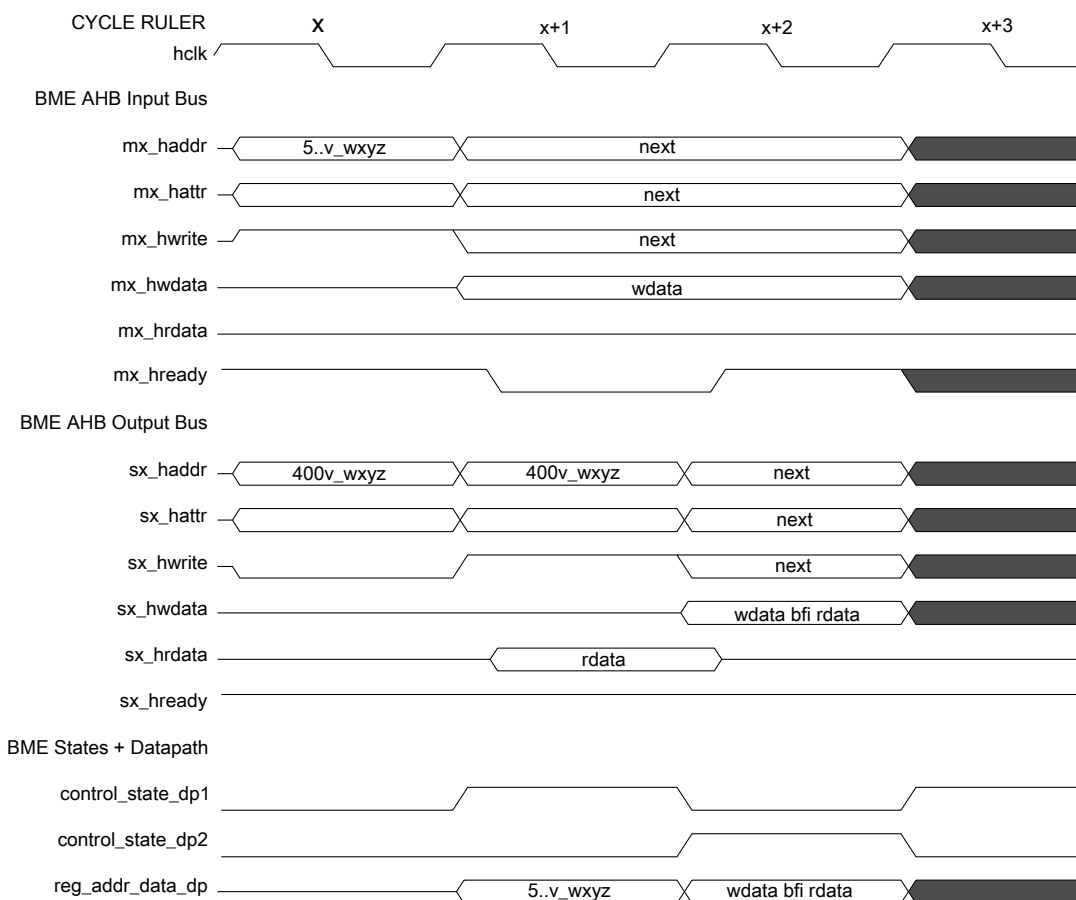 CYCLE RULER x x+1 x+2 x+3
hclk
BME AHB Input Bus
mx_haddr 5..v_wxyz next
mx_hattr next
mx_hwrite next
mx_hwdata wdata
mx_hrdata
mx_hready
BME AHB Output Bus
sx_haddr 400v_wxyz 400v_wxyz next
sx_hattr next
sx_hwrite next
sx_hwdata wdata bfi rdata
sx_hrdata rdata
sx_hready
BME States + Datapath
control_state_dp1
control_state_dp2
reg_addr_data_dp 5..v_wxyz wdata bfi rdata